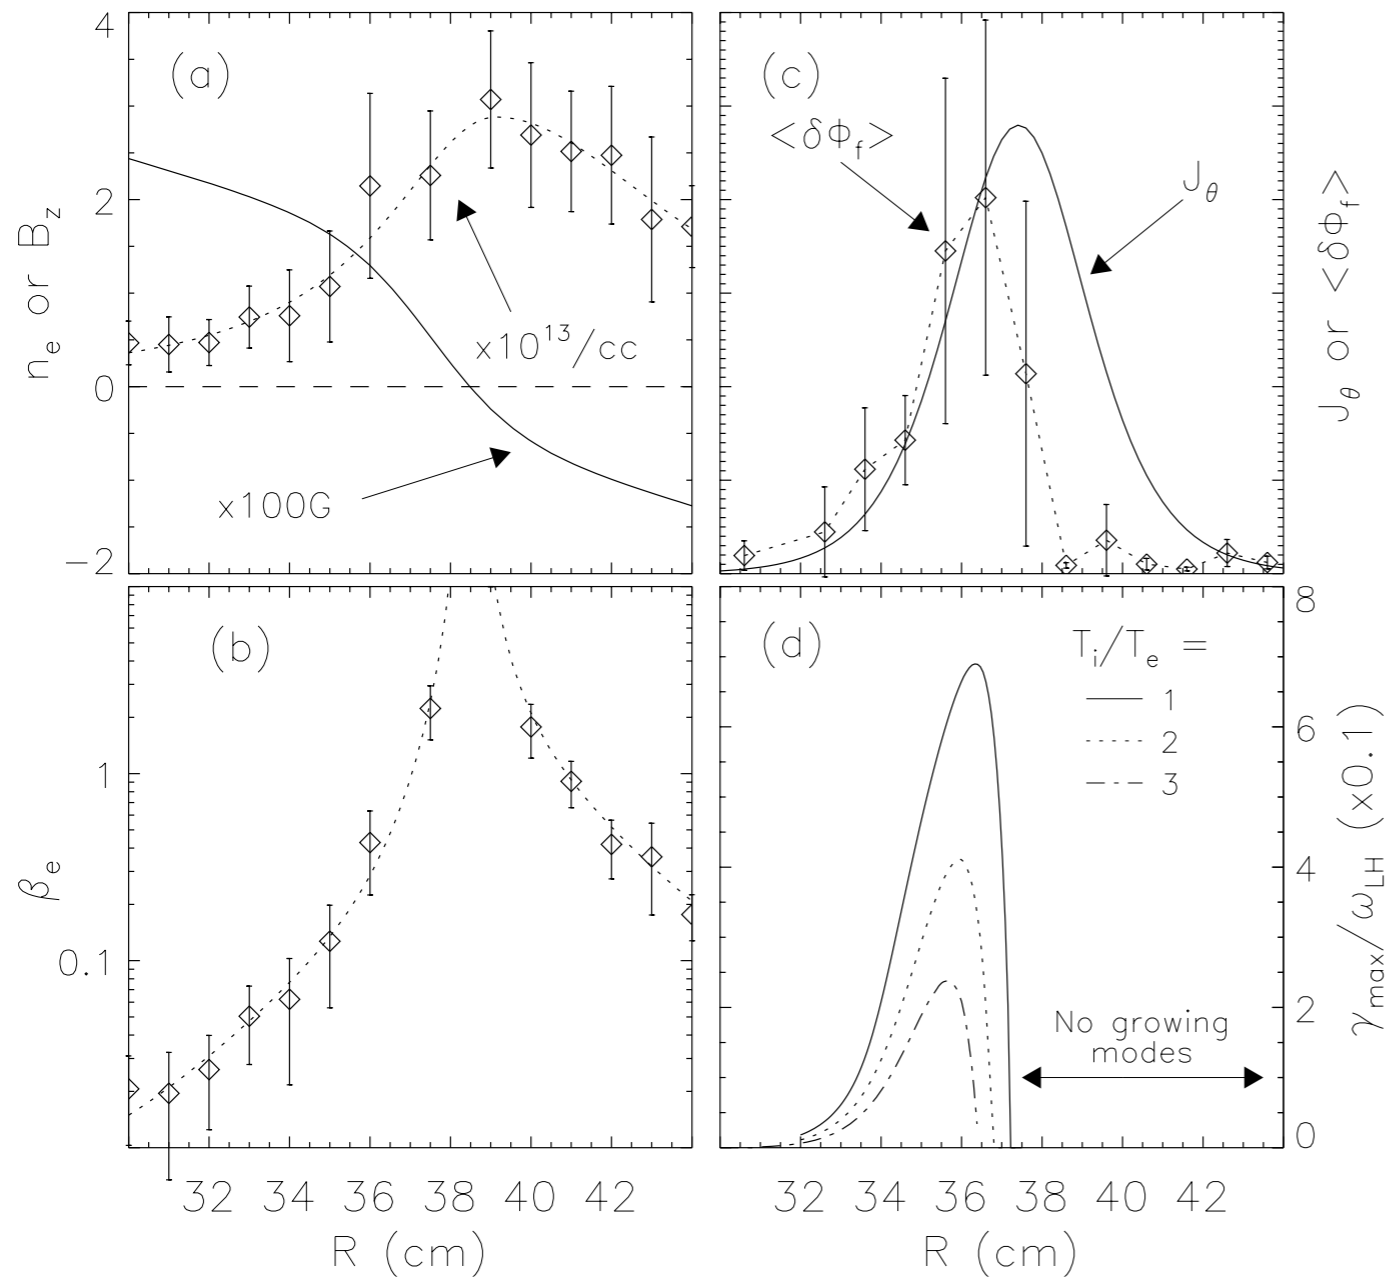 (a)
n_e or B_z
4
2
0
−2
x10^13/cc
x100G
(b)
β_e
1
0.1
32 34 36 38 40 42
R (cm)
(c)
<δϕ_f>
J_θ
J_θ or <δϕ_f>
(d)
T_i/T_e =
1
2
3
No growing
modes
8
6
4
2
0
γ_max/ω_LH (x0.1)
32 34 36 38 40 42
R (cm)